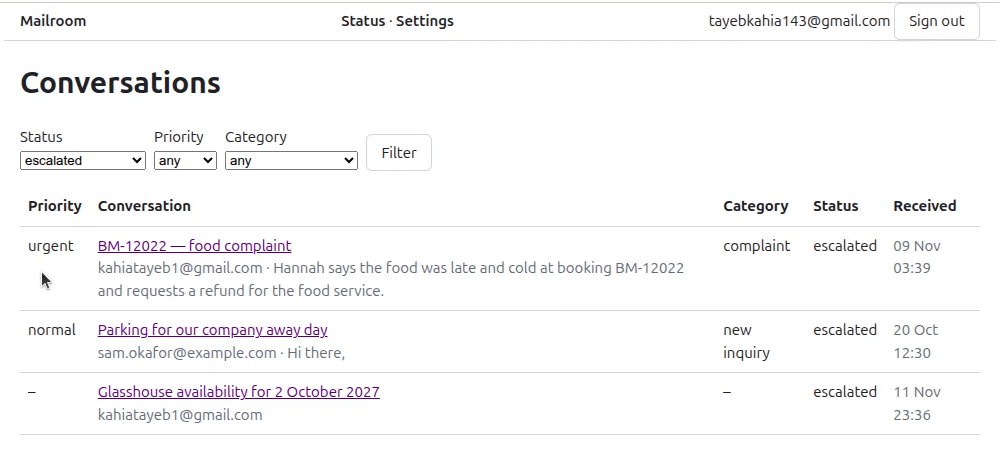 Mailroom Status · Settings tayebkahia143@gmail.com Sign out
Conversations
Status Priority Category
escalated any any Filter
Priority Conversation Category Status Received
urgent BM-12022 — food complaint complaint escalated 09 Nov
kahiatayeb1@gmail.com · Hannah says the food was late and cold at booking BM-12022 03:39
and requests a refund for the food service.
normal Parking for our company away day new escalated 20 Oct
sam.okafor@example.com · Hi there, inquiry 12:30
– Glasshouse availability for 2 October 2027 – escalated 11 Nov
kahiatayeb1@gmail.com 23:36